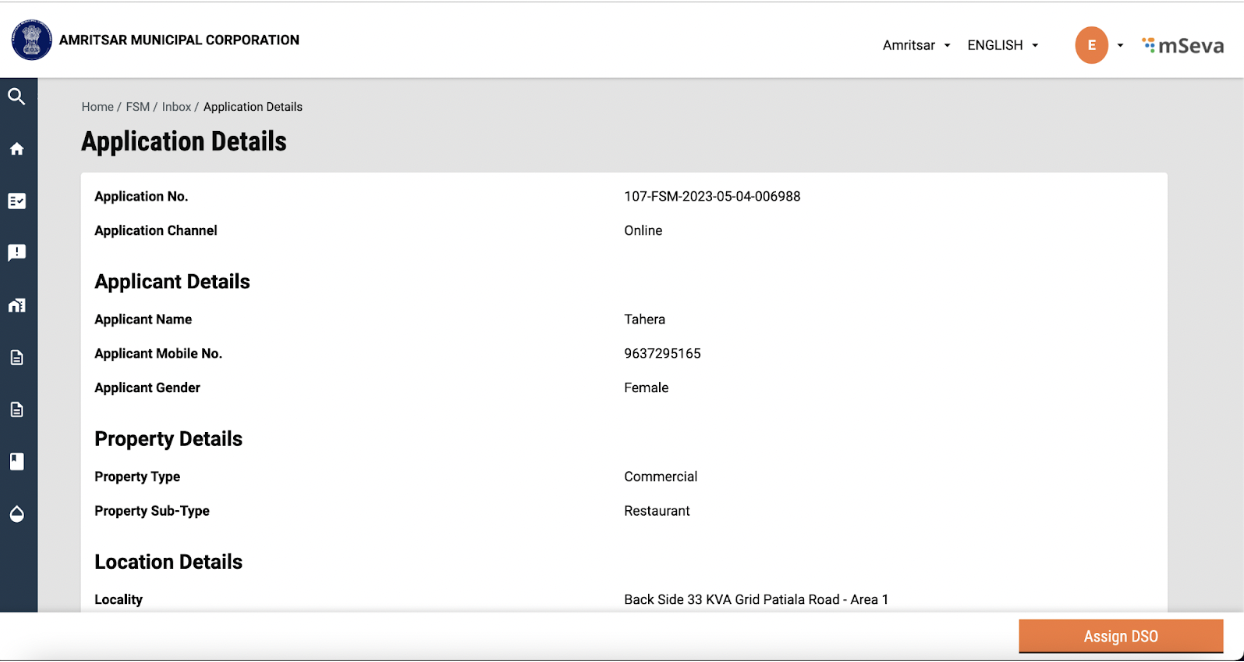 AMRITSAR MUNICIPAL CORPORATION
Amritsar ENGLISH E mSeva
Home / FSM / Inbox / Application Details
Application Details
Application No. 107-FSM-2023-05-04-006988
Application Channel Online
Applicant Details
Applicant Name Tahera
Applicant Mobile No. 9637295165
Applicant Gender Female
Property Details
Property Type Commercial
Property Sub-Type Restaurant
Location Details
Locality Back Side 33 KVA Grid Patiala Road - Area 1
Assign DSO